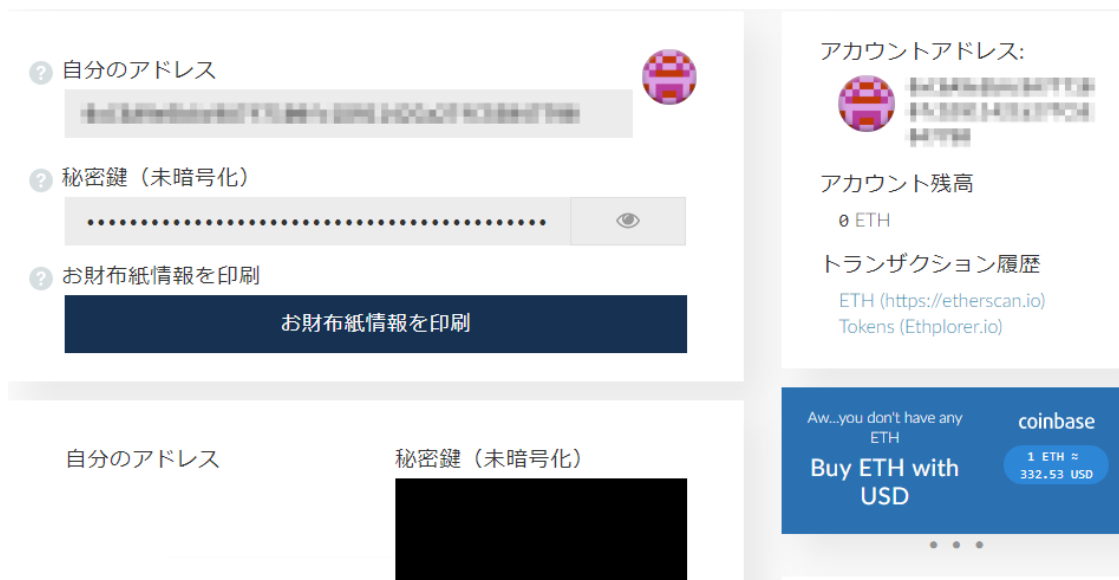 自分のアドレス
秘密鍵（未暗号化）
お財布紙情報を印刷
お財布紙情報を印刷
自分のアドレス
秘密鍵（未暗号化）
アカウントアドレス:
アカウント残高
0 ETH
トランザクション履歴
ETH (https://etherscan.io)
Tokens (Ethplorer.io)
Aw...you don't have any
ETH
Buy ETH with
USD
coinbase
1 ETH ≈
332.53 USD